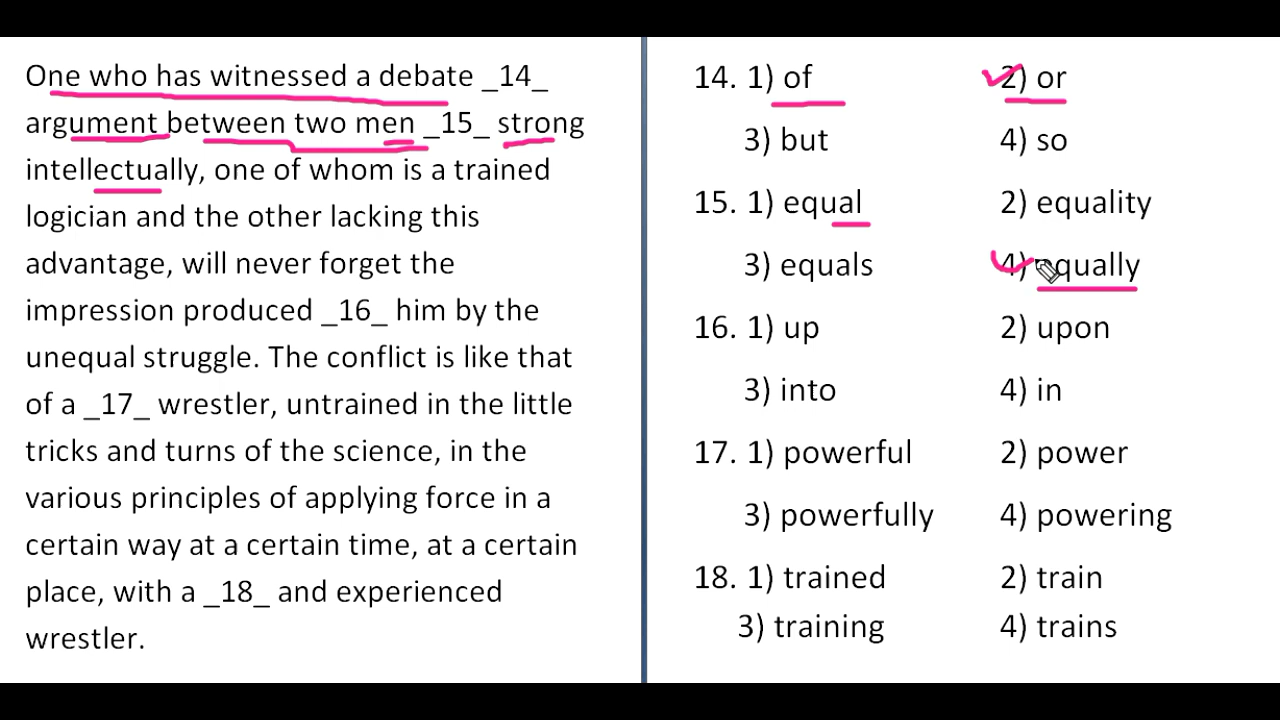 One who has witnessed a debate _14_
argument between two men _15_ strong
intellectually, one of whom is a trained
logician and the other lacking this
advantage, will never forget the
impression produced _16_ him by the
unequal struggle. The conflict is like that
of a _17_ wrestler, untrained in the little
tricks and turns of the science, in the
various principles of applying force in a
certain way at a certain time, at a certain
place, with a _18_ and experienced
wrestler.
14. 1) of 2) or
3) but 4) so
15. 1) equal 2) equality
3) equals 4) equally
16. 1) up 2) upon
3) into 4) in
17. 1) powerful 2) power
3) powerfully 4) powering
18. 1) trained 2) train
3) training 4) trains